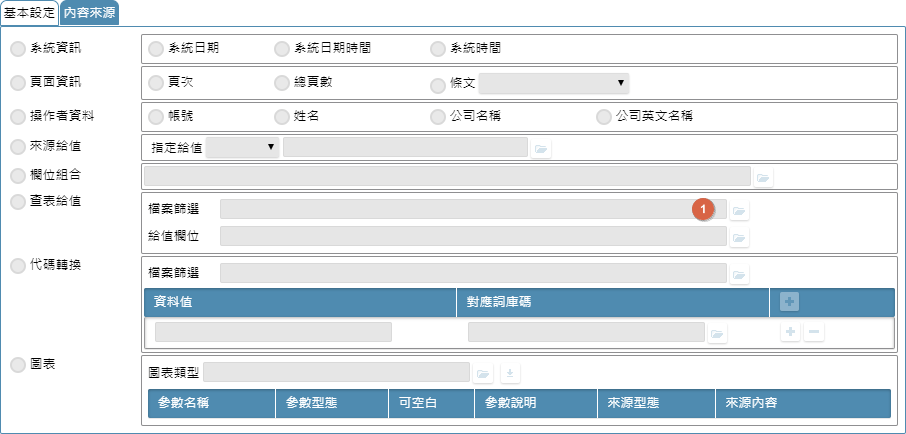 基本設定 內容來源
系統資訊 系統日期 系統日期時間 系統時間
頁面資訊 頁次 總頁數 條文
操作者資料 帳號 姓名 公司名稱 公司英文名稱
來源給值 指定給值
欄位組合
查表給值 檔案篩選 1
給值欄位
代碼轉換 檔案篩選
資料值 對應詞庫碼
圖表 圖表類型
參數名稱 參數型態 可空白 參數說明 來源型態 來源內容